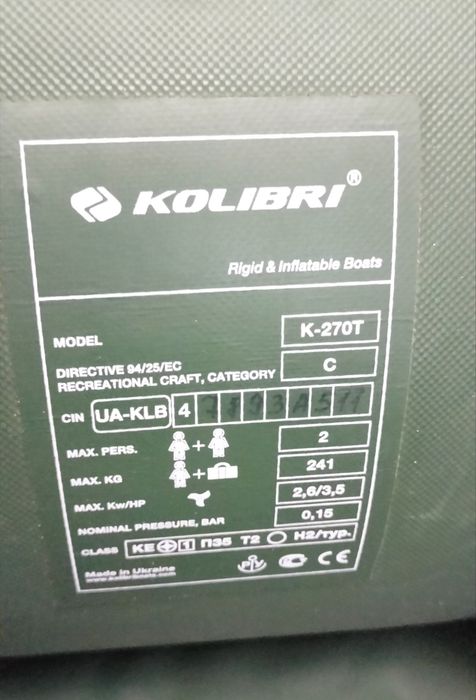 KOLIBRI®
Rigid & Inflatable Boats
MODEL K-270T
DIRECTIVE 94/25/EC
RECREATIONAL CRAFT, CATEGORY C
CIN UA-KLB 4
MAX. PERS. + 2
MAX. KG + 241
MAX. Kw/HP 2,6/3,5
NOMINAL PRESSURE, BAR 0,15
CLASS KE 1 П35 T2 Н2/тур.
Made in Ukraine
www.kolibriboats.com
CE